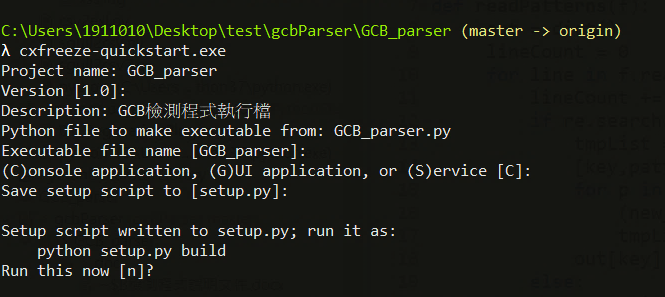 C:\Users\1911010\Desktop\test\gcbParser\GCB_parser (master -> origin)
λ cxfreeze-quickstart.exe
Project name: GCB_parser
Version [1.0]:
Description: GCB檢測程式執行檔
Python file to make executable from: GCB_parser.py
Executable file name [GCB_parser]:
(C)onsole application, (G)UI application, or (S)ervice [C]:
Save setup script to [setup.py]:
Setup script written to setup.py; run it as:
    python setup.py build
Run this now [n]?